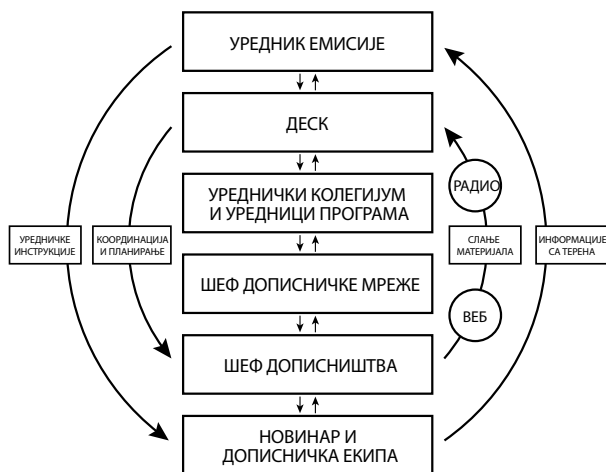 УРЕДНИК ЕМИСИЈЕ
ДЕСК
УРЕДНИЧКИ КОЛЕГИЈУМ
И УРЕДНИЦИ ПРОГРАМА
ШЕФ ДОПИСНИЧКЕ МРЕЖЕ
ШЕФ ДОПИСНИШТВА
НОВИНАР И
ДОПИСНИЧКА ЕКИПА
УРЕДНИЧКЕ
ИНСТРУКЦИЈЕ
КООРДИНАЦИЈА
И ПЛАНИРАЊЕ
РАДИО
СЛАЊЕ
МАТЕРИЈАЛА
ВЕБ
ИНФОРМАЦИЈЕ
СА ТЕРЕНА